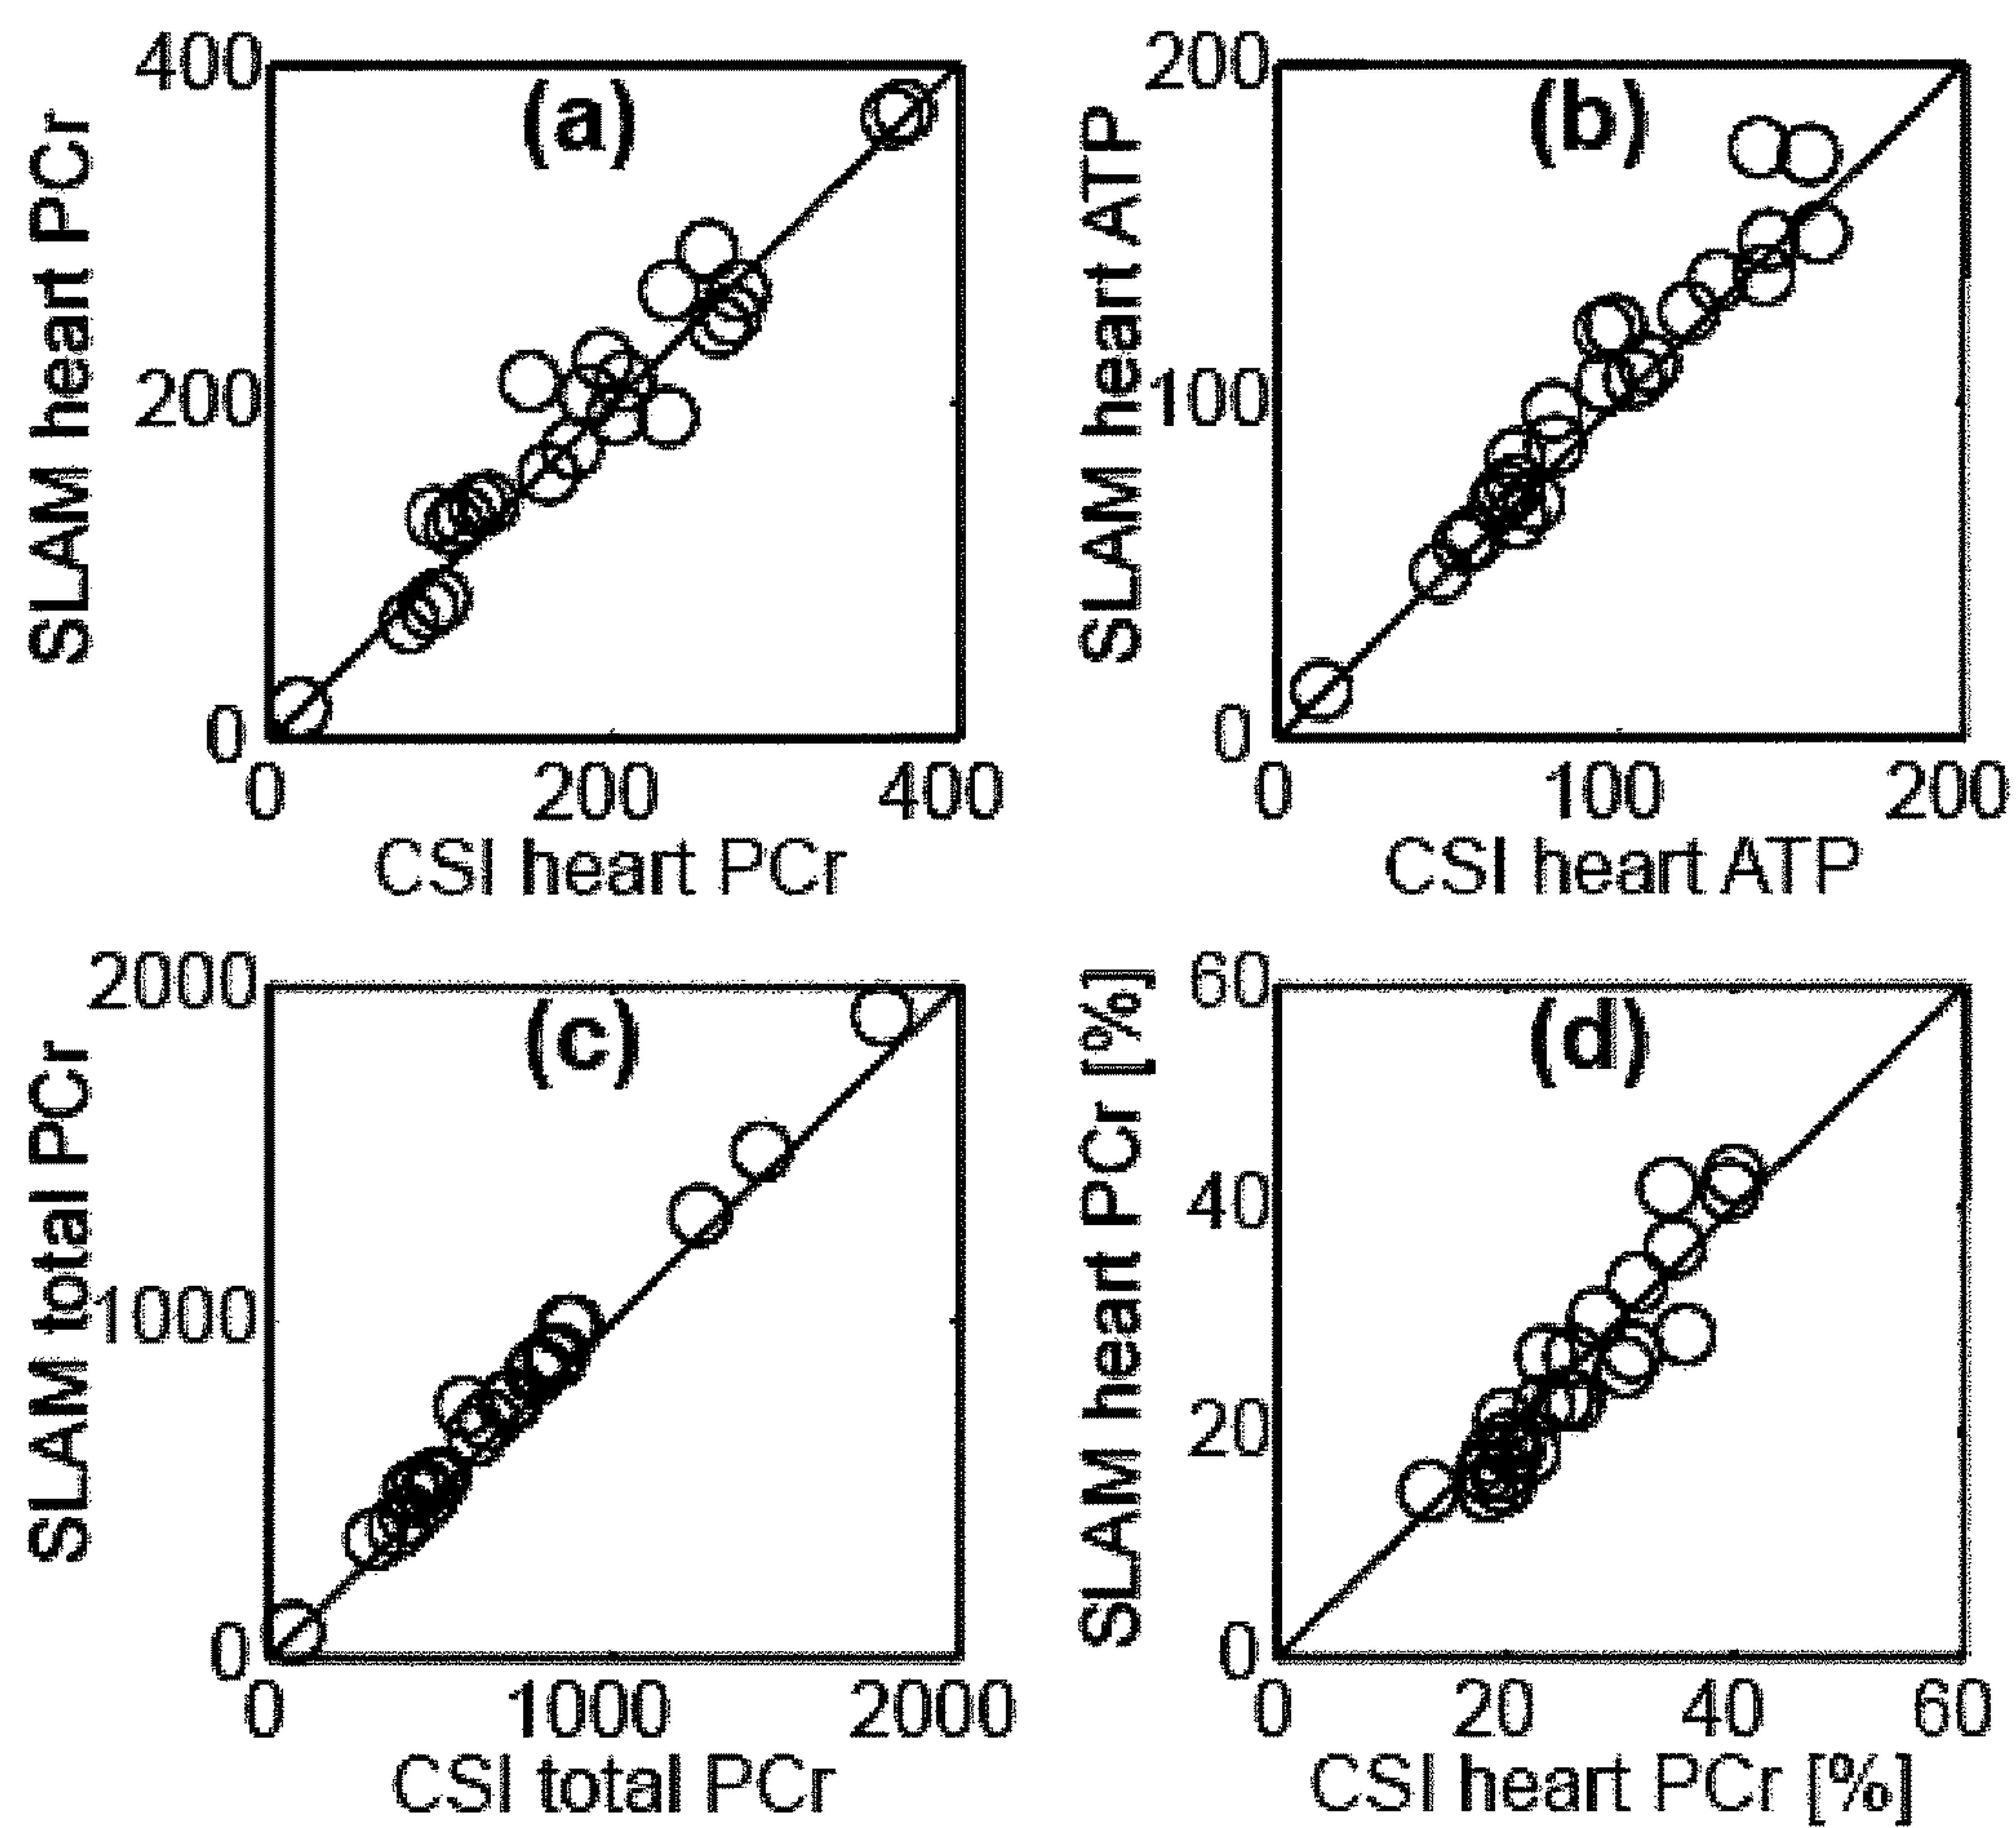 400
(a)
SLAM heart PCr
200
0
0 200 400
CSI heart PCr
200
(b)
SLAM heart ATP
100
0
0 100 200
CSI heart ATP
2000
(c)
SLAM total PCr
1000
0
0 1000 2000
CSI total PCr
60
(d)
SLAM heart PCr [%]
40
20
0
0 20 40 60
CSI heart PCr [%]